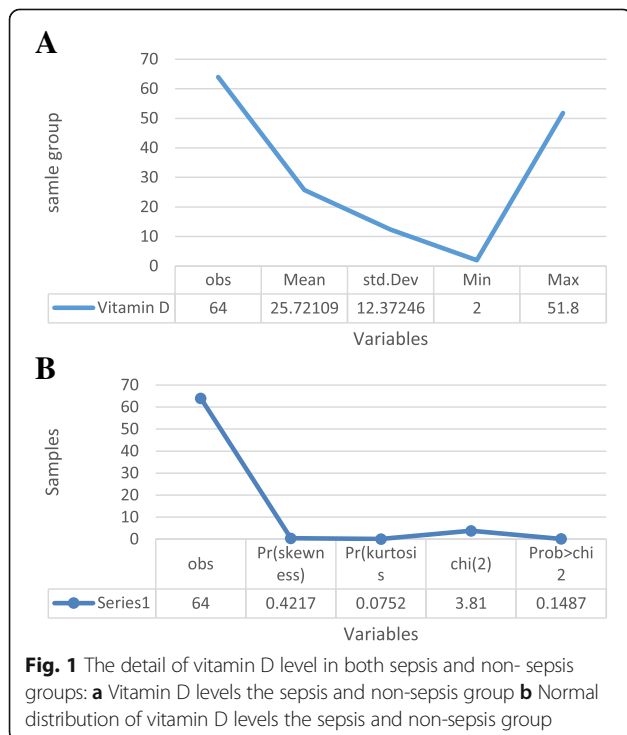 A
70
60
50
40
30
20
10
0
samle group
obs Mean std.Dev Min Max
Vitamin D 64 25.72109 12.37246 2 51.8
Variables
B
70
60
50
40
30
20
10
0
Samples
obs Pr(skewn Pr(kurtosi chi(2) Prob>chi
ess) s 2
Series1 64 0.4217 0.0752 3.81 0.1487
Variables
Fig. 1 The detail of vitamin D level in both sepsis and non- sepsis
groups: a Vitamin D levels the sepsis and non-sepsis group b Normal
distribution of vitamin D levels the sepsis and non-sepsis group